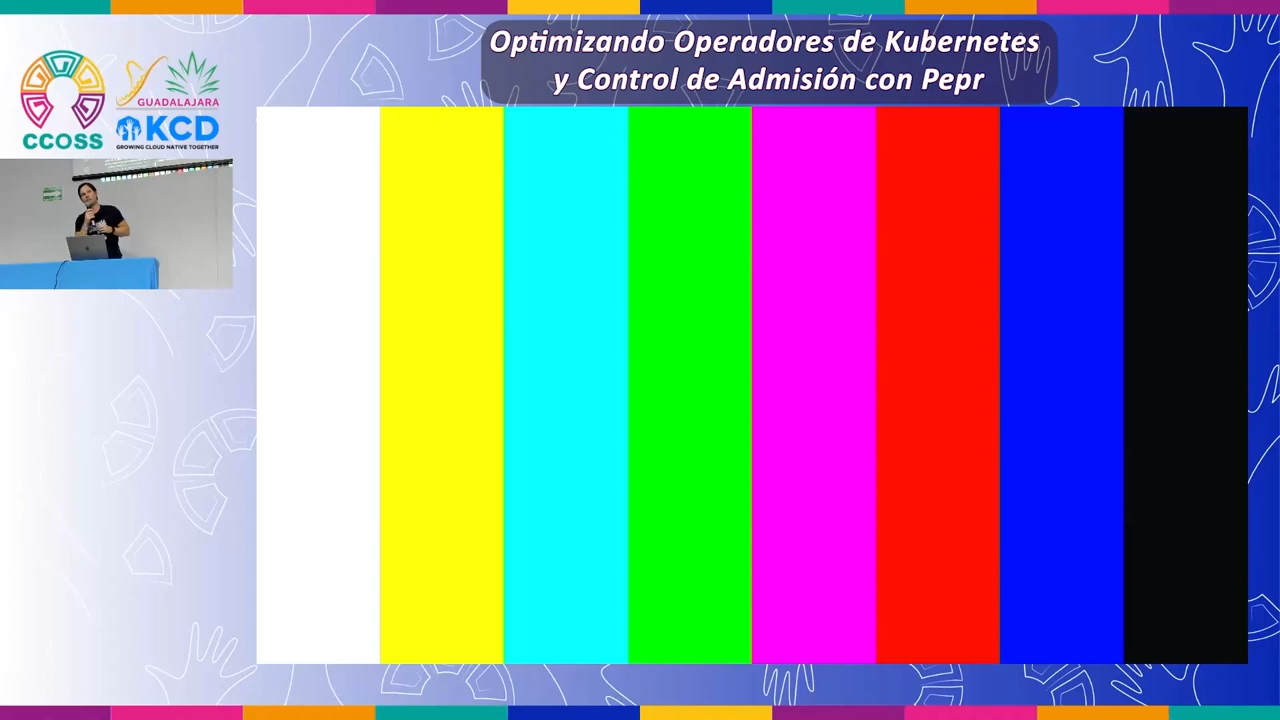 Optimizando Operadores de Kubernetes
y Control de Admisión con Pepr
CCOSS
GUADALAJARA
KCD
GROWING CLOUD NATIVE TOGETHER